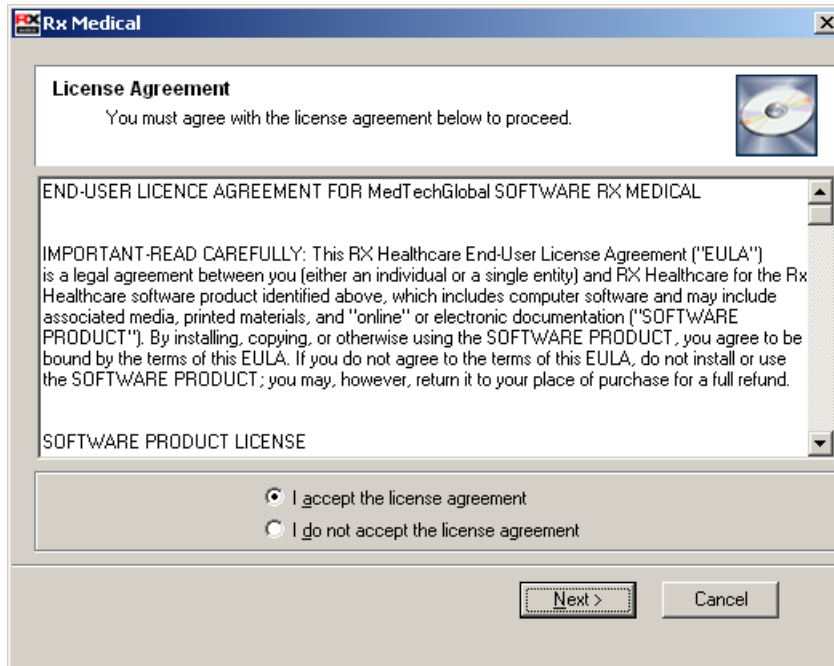 Rx Medical
License Agreement
You must agree with the license agreement below to proceed.
END-USER LICENCE AGREEMENT FOR MedTechGlobal SOFTWARE RX MEDICAL
IMPORTANT-READ CAREFULLY: This RX Healthcare End-User License Agreement ("EULA")
is a legal agreement between you (either an individual or a single entity) and RX Healthcare for the Rx
Healthcare software product identified above, which includes computer software and may include
associated media, printed materials, and "online" or electronic documentation ("SOFTWARE
PRODUCT"). By installing, copying, or otherwise using the SOFTWARE PRODUCT, you agree to be
bound by the terms of this EULA. If you do not agree to the terms of this EULA, do not install or use
the SOFTWARE PRODUCT; you may, however, return it to your place of purchase for a full refund.
SOFTWARE PRODUCT LICENSE
I accept the license agreement
I do not accept the license agreement
Next > Cancel